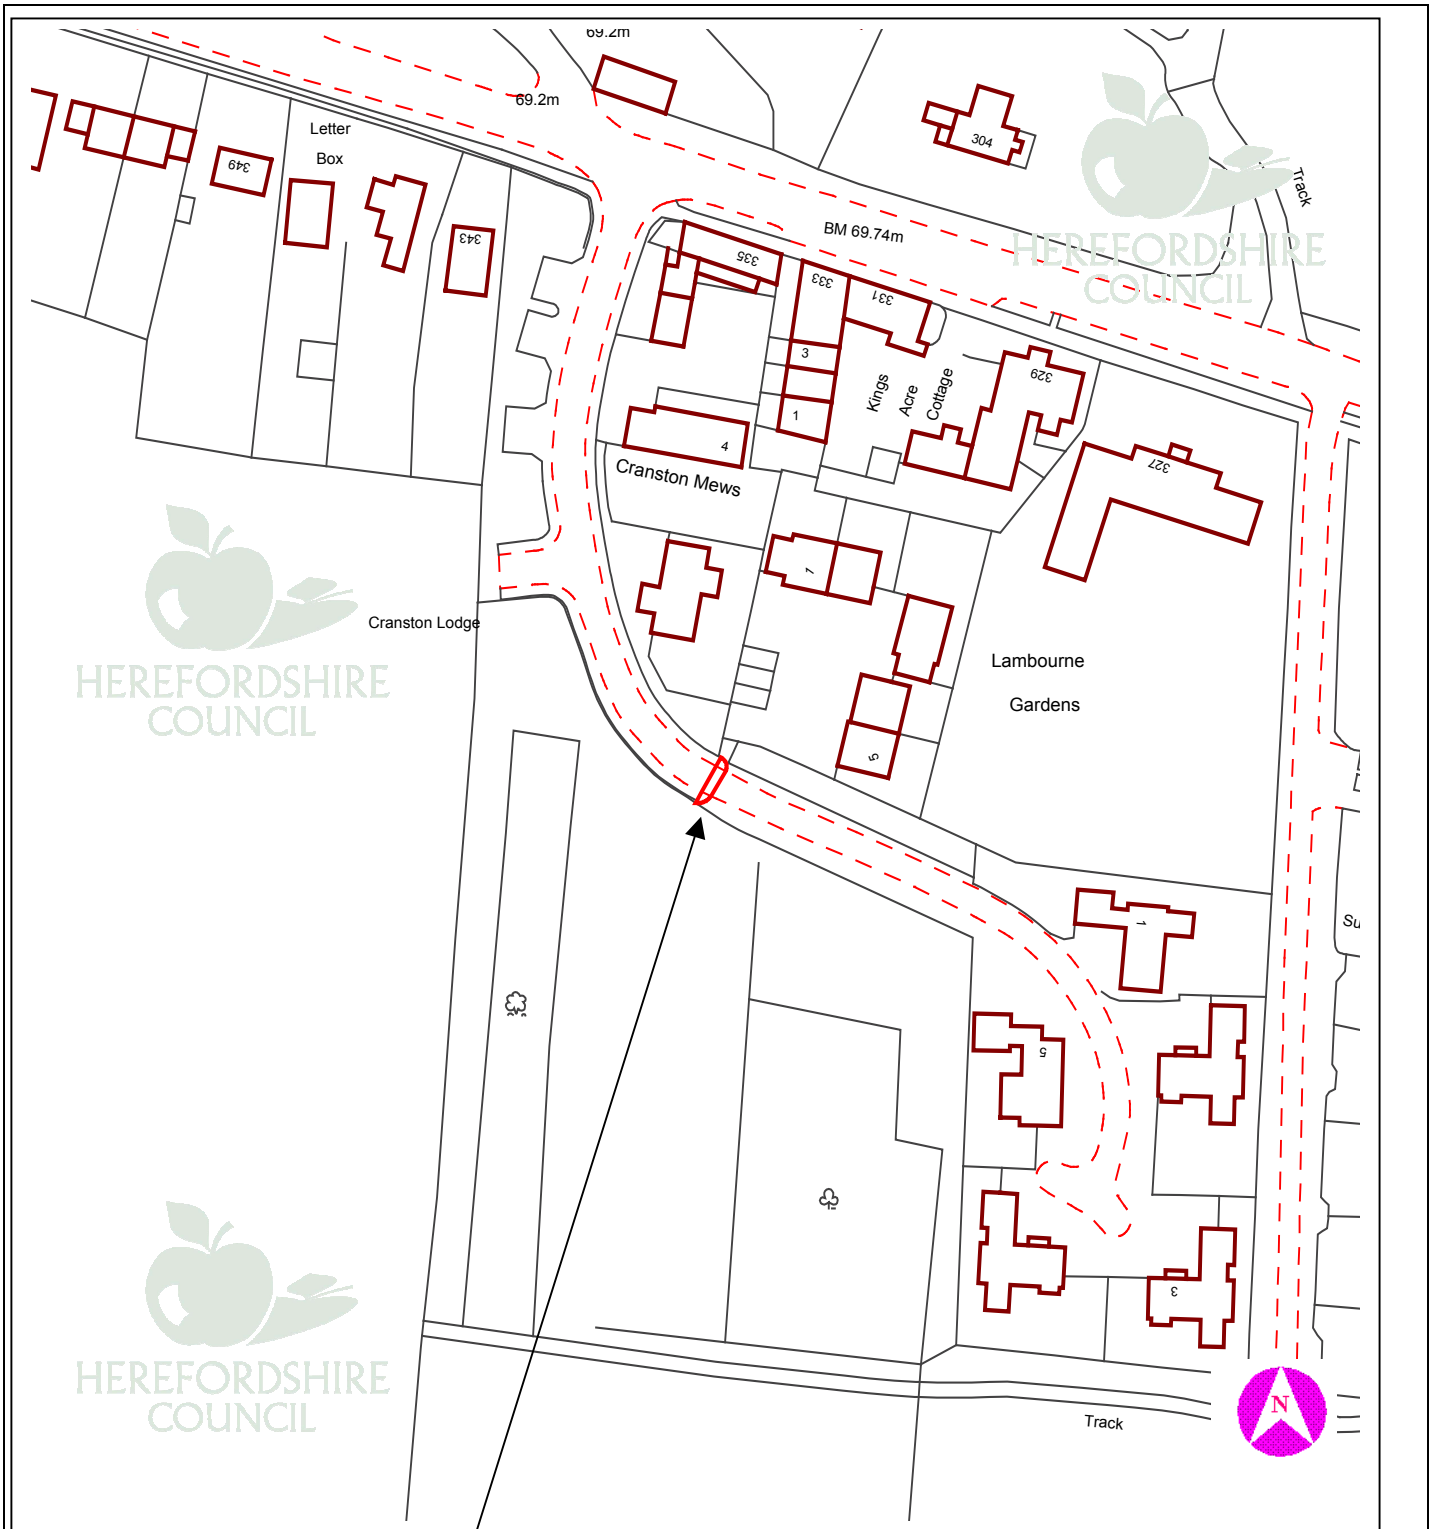 69.2m
69.2m
Letter
Box
349
343
304
Track
HEREFORDSHIRE
COUNCIL
BM 69.74m
335
333
331
3
1
329
Kings
Acre
Cottage
327
4
Cranston Mews
1
Cranston Lodge
HEREFORDSHIRE
COUNCIL
Lambourne
Gardens
5
1
Su
5
3
HEREFORDSHIRE
COUNCIL
N
Track